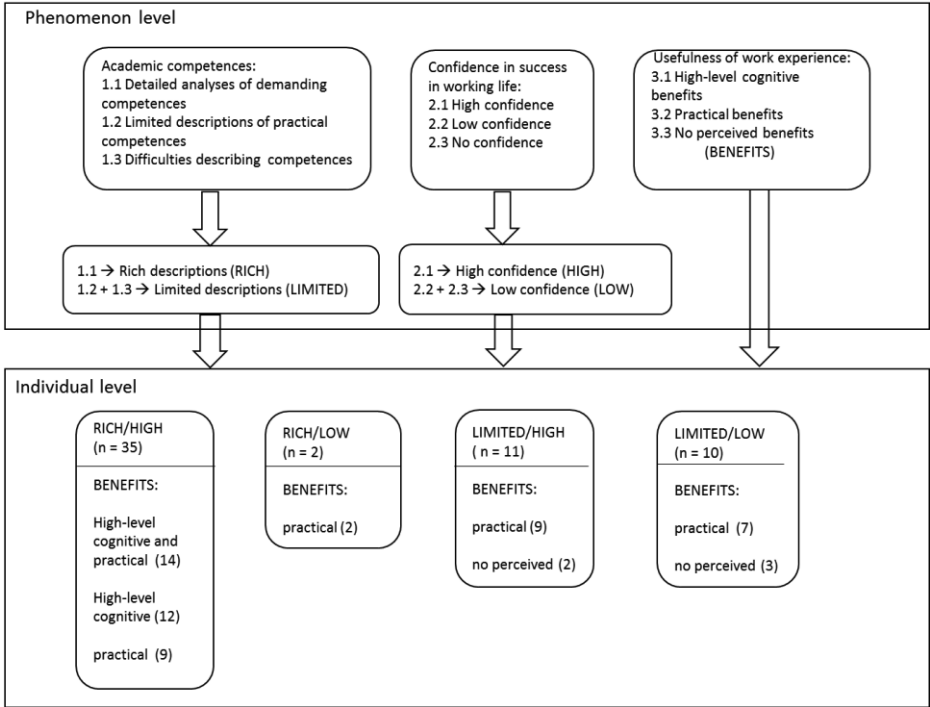 Phenomenon level
Academic competences:
1.1 Detailed analyses of demanding
competences
1.2 Limited descriptions of practical
competences
1.3 Difficulties describing competences
Confidence in success
in working life:
2.1 High confidence
2.2 Low confidence
2.3 No confidence
Usefulness of work experience:
3.1 High-level cognitive
benefits
3.2 Practical benefits
3.3 No perceived benefits
(BENEFITS)
1.1 → Rich descriptions (RICH)
1.2 + 1.3 → Limited descriptions (LIMITED)
2.1 → High confidence (HIGH)
2.2 + 2.3 → Low confidence (LOW)
Individual level
RICH/HIGH
(n = 35)
BENEFITS:
High-level
cognitive and
practical (14)
High-level
cognitive (12)
practical (9)
RICH/LOW
(n = 2)
BENEFITS:
practical (2)
LIMITED/HIGH
( n = 11)
BENEFITS:
practical (9)
no perceived (2)
LIMITED/LOW
(n = 10)
BENEFITS:
practical (7)
no perceived (3)